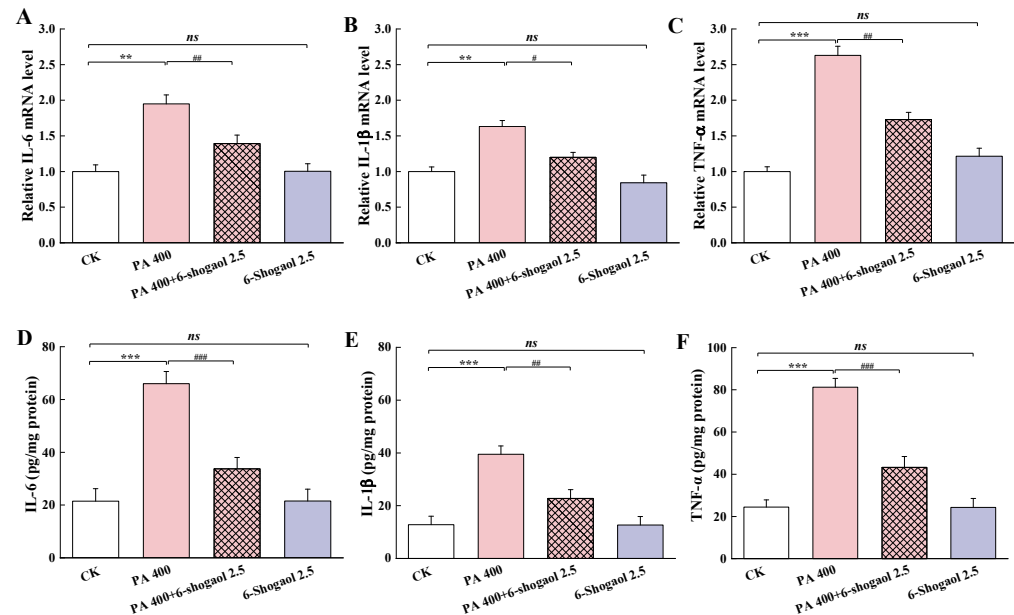 A
Relative IL-6 mRNA level
3.0
2.5
2.0
1.5
1.0
0.5
0.0
ns
**
##
CK
PA 400
PA 400+6-shogaol 2.5
6-Shogaol 2.5
B
Relative IL-1β mRNA level
3.0
2.5
2.0
1.5
1.0
0.5
0.0
ns
**
#
CK
PA 400
PA 400+6-shogaol 2.5
6-Shogaol 2.5
C
Relative TNF-α mRNA level
3.0
2.5
2.0
1.5
1.0
0.5
0.0
ns
***
##
CK
PA 400
PA 400+6-shogaol 2.5
6-Shogaol 2.5
D
IL-6 (pg/mg protein)
80
60
40
20
0
ns
***
###
CK
PA 400
PA 400+6-shogaol 2.5
6-Shogaol 2.5
E
IL-1β (pg/mg protein)
80
60
40
20
0
ns
***
##
CK
PA 400
PA 400+6-shogaol 2.5
6-Shogaol 2.5
F
TNF-α (pg/mg protein)
100
80
60
40
20
0
ns
***
###
CK
PA 400
PA 400+6-shogaol 2.5
6-Shogaol 2.5